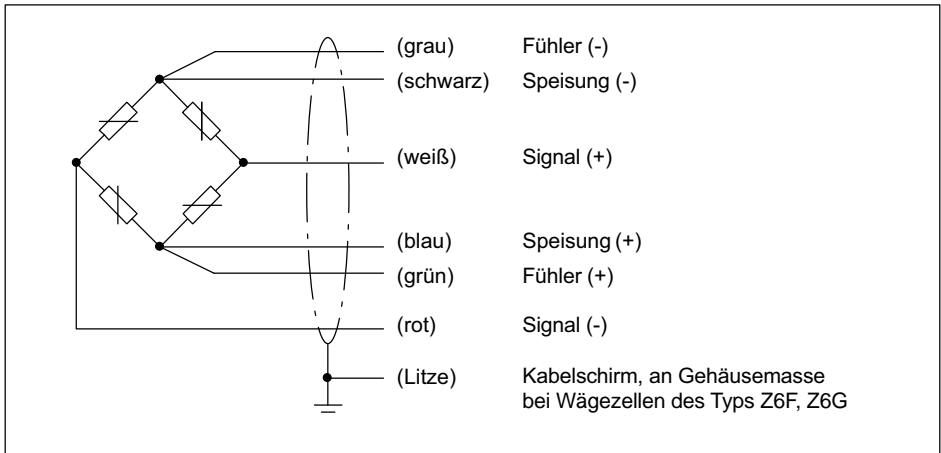 (grau) Fühler (-)
(schwarz) Speisung (-)
(weiß) Signal (+)
(blau) Speisung (+)
(grün) Fühler (+)
(rot) Signal (-)
(Litze) Kabelschirm, an Gehäusemasse
bei Wägezellen des Typs Z6F, Z6G